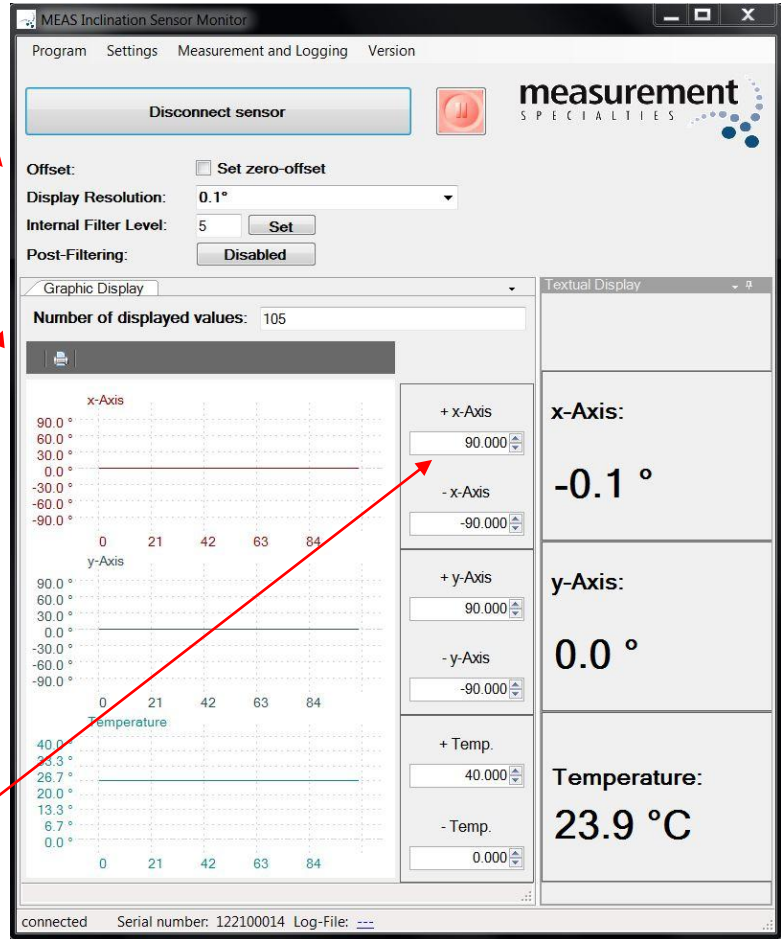 MEAS Inclination Sensor Monitor
Program Settings Measurement and Logging Version
Disconnect sensor
measurement
SPECIALTIES
Offset: Set zero-offset
Display Resolution: 0.1°
Internal Filter Level: 5 Set
Post-Filtering: Disabled
Graphic Display
Number of displayed values: 105
x-Axis
90.0 °
60.0 °
30.0 °
0.0 °
-30.0 °
-60.0 °
-90.0 °
0 21 42 63 84
y-Axis
90.0 °
60.0 °
30.0 °
0.0 °
-30.0 °
-60.0 °
-90.0 °
0 21 42 63 84
Temperature
40.0 °
33.3 °
26.7 °
20.0 °
13.3 °
6.7 °
0.0 °
0 21 42 63 84
+ x-Axis
90.000
- x-Axis
-90.000
+ y-Axis
90.000
- y-Axis
-90.000
+ Temp.
40.000
- Temp.
0.000
Textual Display
x-Axis:
-0.1 °
y-Axis:
0.0 °
Temperature:
23.9 °C
connected Serial number: 122100014 Log-File: ---